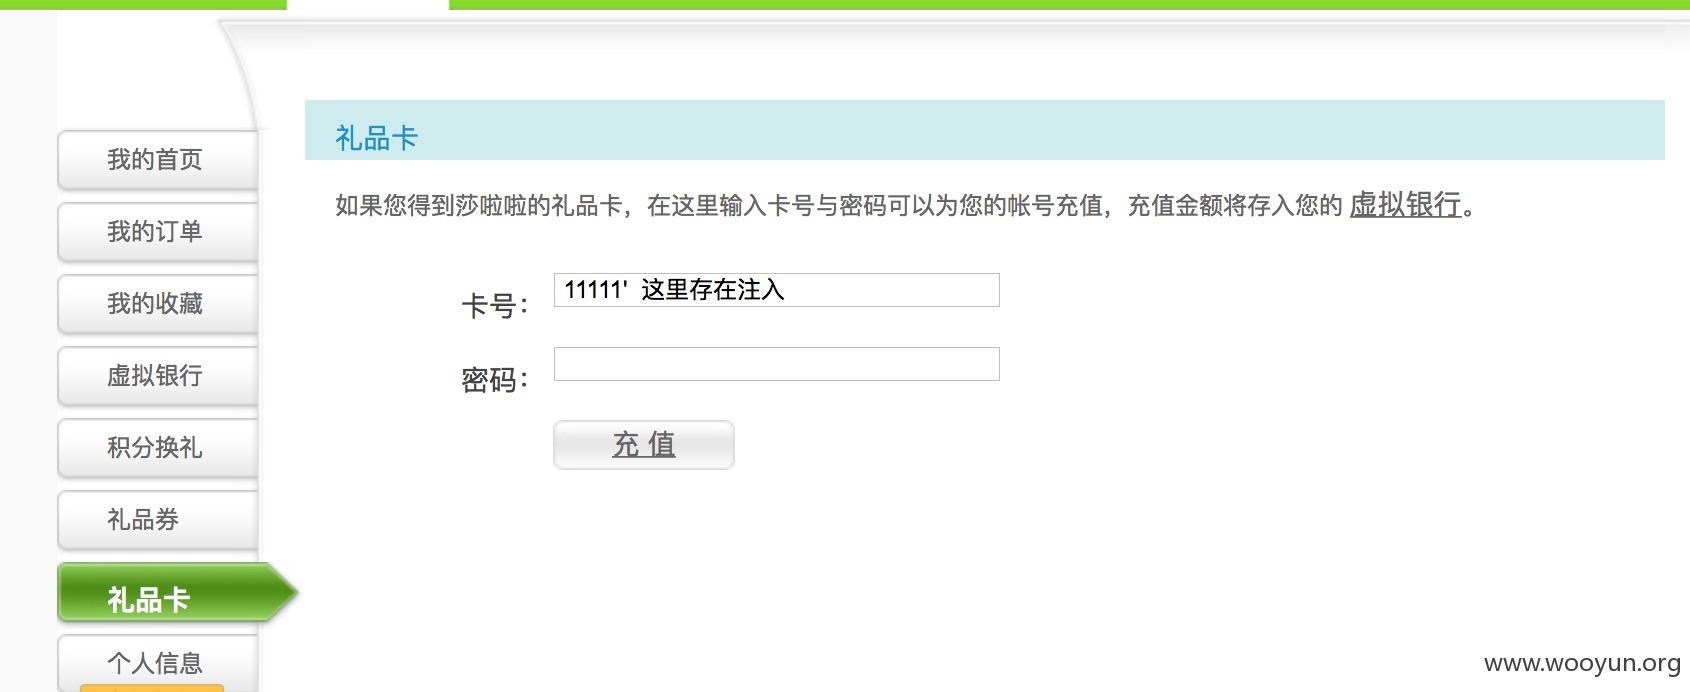 礼品卡
如果您得到莎啦啦的礼品卡，在这里输入卡号与密码可以为您的帐号充值，充值金额将存入您的 虚拟银行。
卡号： 11111' 这里存在注入
密码：
充 值
我的首页
我的订单
我的收藏
虚拟银行
积分换礼
礼品券
礼品卡
个人信息
www.wooyun.org